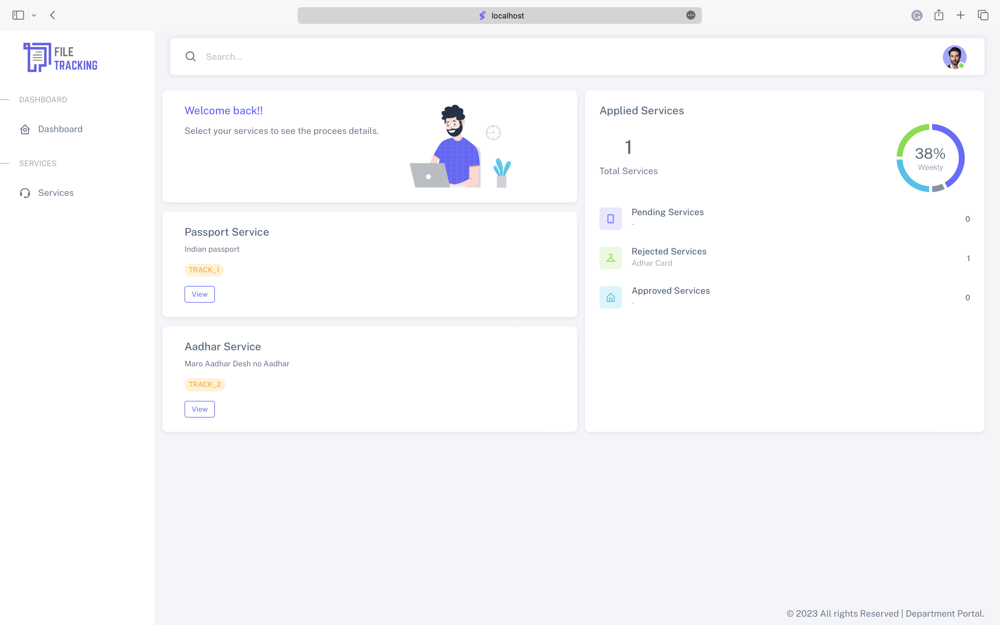 localhost
FILE
TRACKING
DASHBOARD
Dashboard
SERVICES
Services
Search...
Welcome back!!
Select your services to see the procees details.
Passport Service
Indian passport
TRACK_1
View
Aadhar Service
Maro Aadhar Desh no Aadhar
TRACK_2
View
Applied Services
1
Total Services
38%
Weekly
Pending Services
-
0
Rejected Services
Adhar Card
1
Approved Services
-
0
© 2023 All rights Reserved | Department Portal.